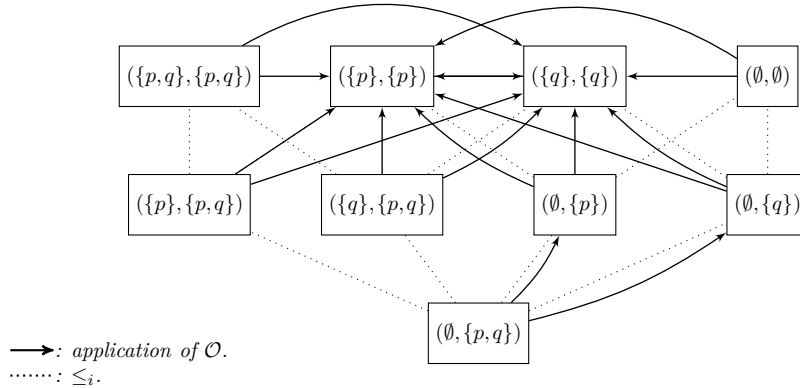 ({p, q}, {p, q}) ({p}, {p}) ({q}, {q}) (∅, ∅)
({p}, {p, q}) ({q}, {p, q}) (∅, {p}) (∅, {q})
(∅, {p, q})
: application of 𝒪.
: ≤ᵢ.